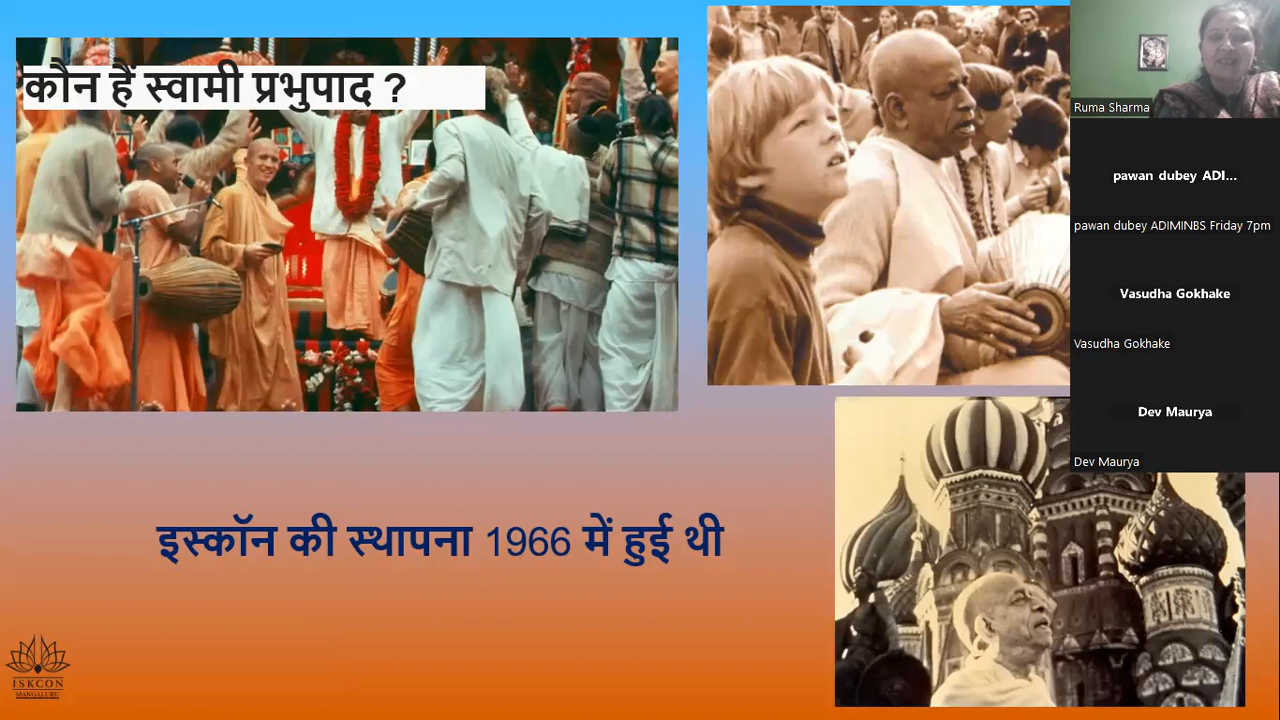 कौन हैं स्वामी प्रभुपाद ?
इस्कॉन की स्थापना 1966 में हुई थी
ISKCON
MANGALURU
Ruma Sharma
pawan dubey ADI...
pawan dubey ADIMINBS Friday 7pm
Vasudha Gokhake
Vasudha Gokhake
Dev Maurya
Dev Maurya